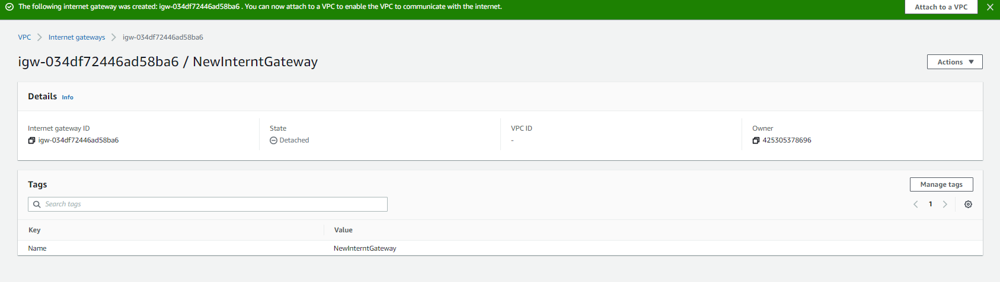 The following internet gateway was created: igw-034df72446ad58ba6 . You can now attach to a VPC to enable the VPC to communicate with the internet. Attach to a VPC
VPC Internet gateways igw-034df72446ad58ba6
igw-034df72446ad58ba6 / NewInterntGateway Actions
Details Info
Internet gateway ID State VPC ID Owner
igw-034df72446ad58ba6 Detached - 425305378696
Tags Manage tags
Search tags 1
Key Value
Name NewInterntGateway